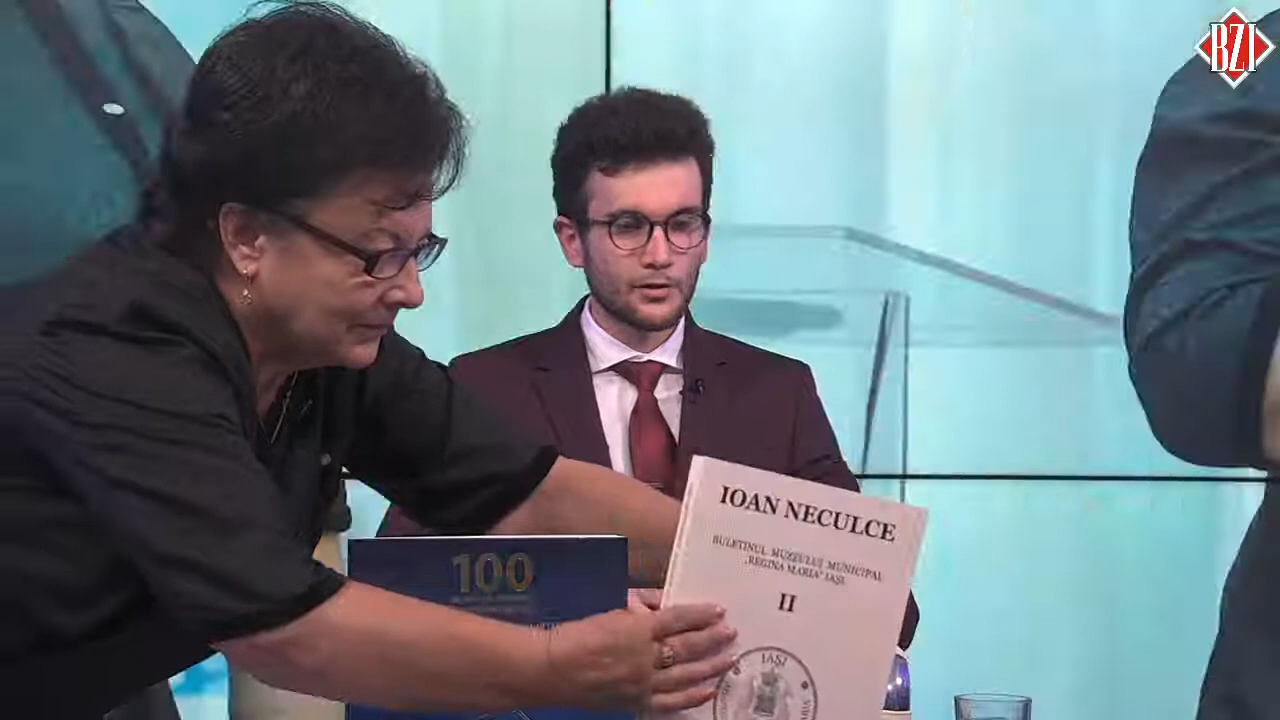 BZI
IOAN NECULCE
BULETINUL MUZEULUI MUNICIPAL
„REGINA MARIA” IAȘI
II
IAȘI
100